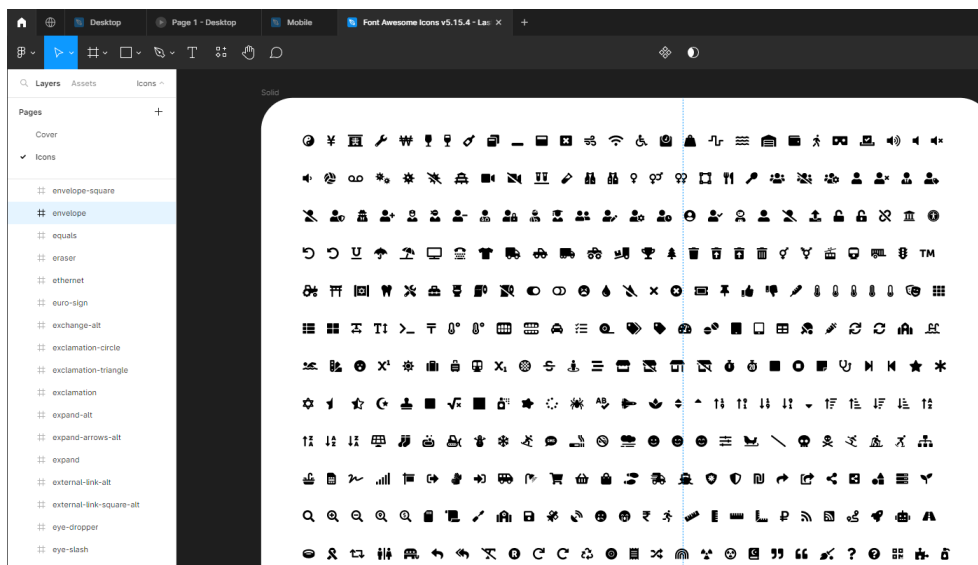 Desktop
Page 1 - Desktop
Mobile
Font Awesome Icons v5.15.4 - Las
Layers
Assets
Icons
Pages
Cover
Icons
envelope-square
envelope
equals
eraser
ethernet
euro-sign
exchange-alt
exclamation-circle
exclamation-triangle
exclamation
expand-alt
expand-arrows-alt
expand
external-link-alt
external-link-square-alt
eye-dropper
eye-slash
Solid
TM